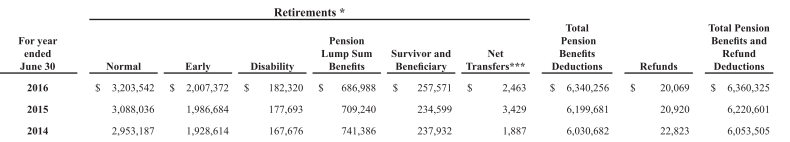 Retirements *
Total
Pension Total Pension
For year Pension Benefits and
ended Lump Sum Survivor and Net Benefits Refund
June 30 Normal Early Disability Benefits Beneficiary Transfers*** Deductions Refunds Deductions
2016 $ 3,203,542 $ 2,007,372 $ 182,320 $ 686,988 $ 257,571 $ 2,463 $ 6,340,256 $ 20,069 $ 6,360,325
2015 3,088,036 1,986,684 177,693 709,240 234,599 3,429 6,199,681 20,920 6,220,601
2014 2,953,187 1,928,614 167,676 741,386 237,932 1,887 6,030,682 22,823 6,053,505